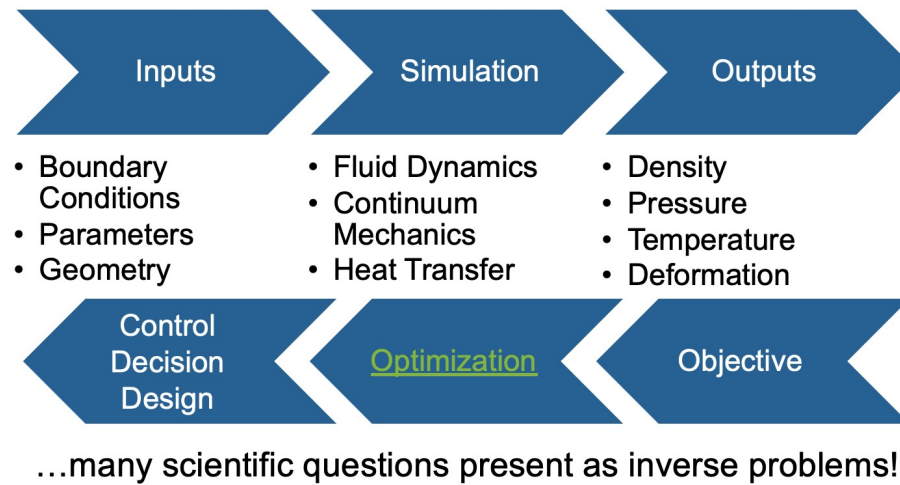 Inputs
Simulation
Outputs
• Boundary
Conditions
• Parameters
• Geometry
• Fluid Dynamics
• Continuum
Mechanics
• Heat Transfer
• Density
• Pressure
• Temperature
• Deformation
Control
Decision
Design
Optimization
Objective
…many scientific questions present as inverse problems!